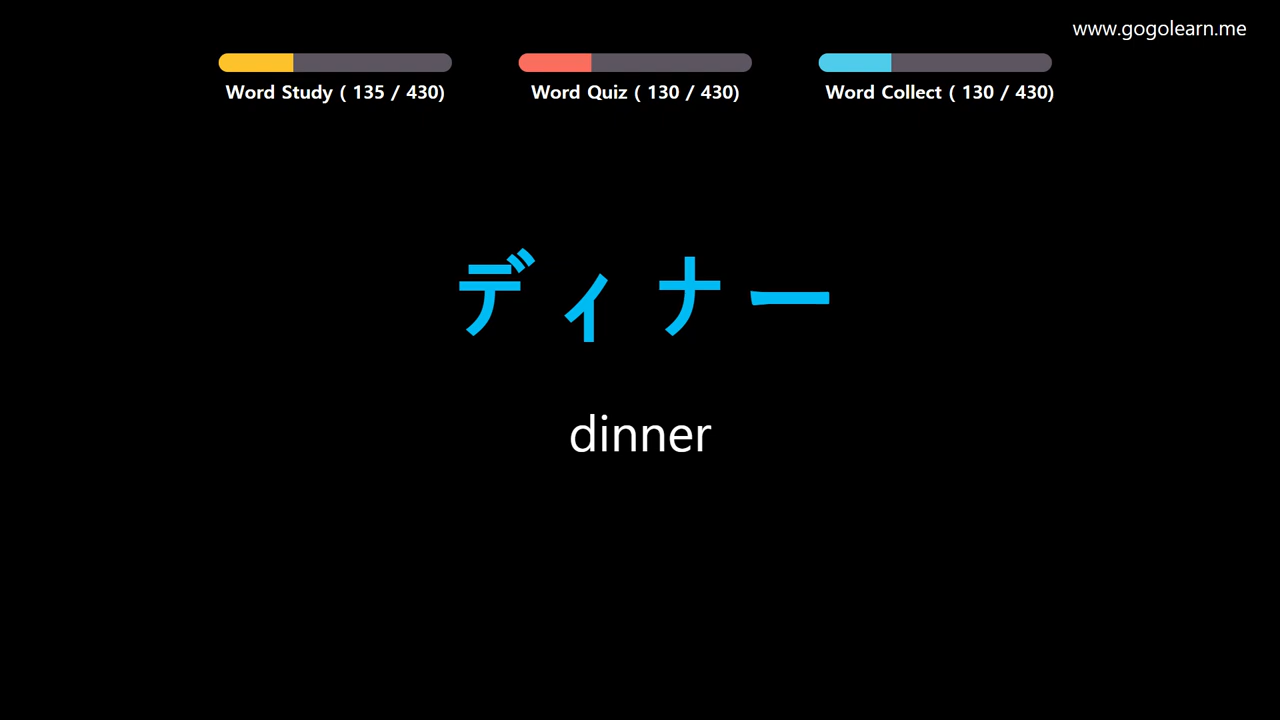 www.gogolearn.me
Word Study ( 135 / 430)
Word Quiz ( 130 / 430)
Word Collect ( 130 / 430)
ディナー
dinner